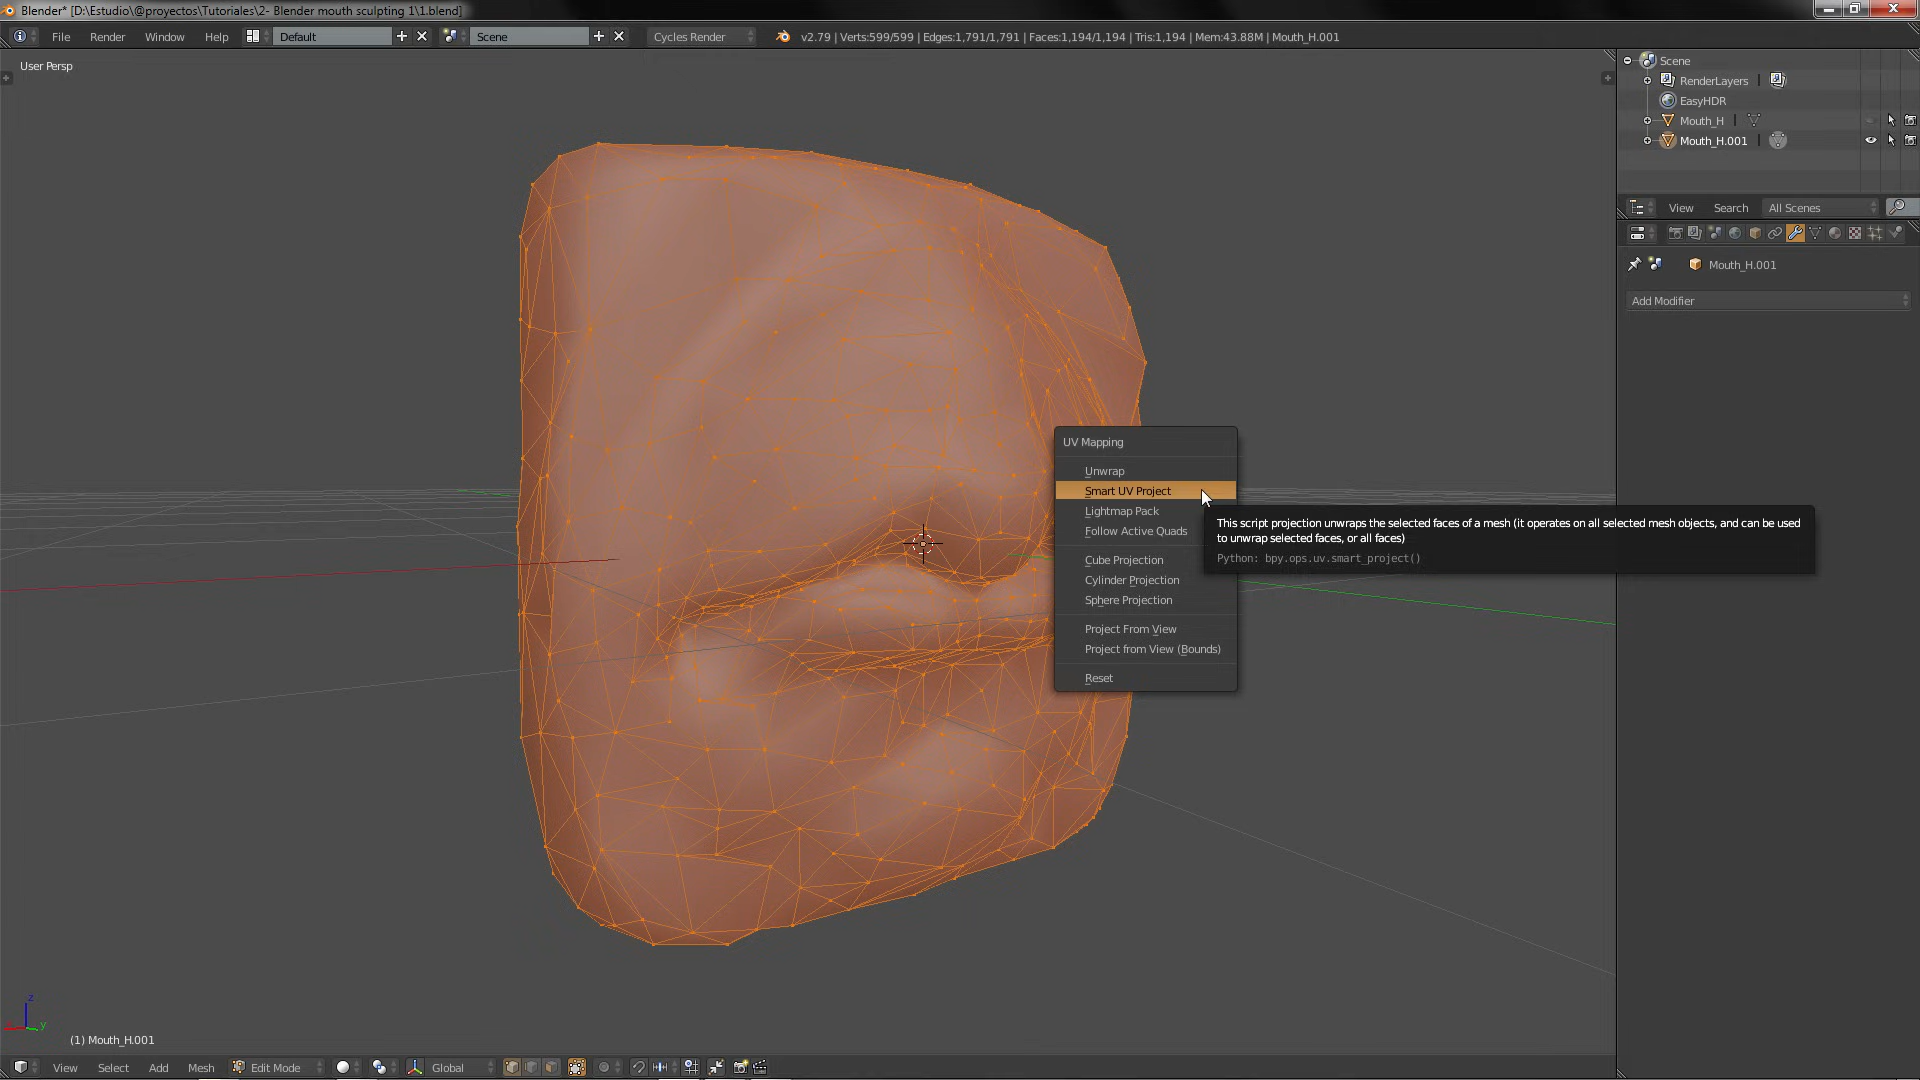 Blender* [D:\Estudio\@proyectos\Tutoriales\2- Blender mouth sculpting 1\1.blend]
File Render Window Help Default Scene Cycles Render v2.79 | Verts:599/599 | Edges:1,791/1,791 | Faces:1,194/1,194 | Tris:1,194 | Mem:43.88M | Mouth_H.001
User Persp
Scene
RenderLayers
EasyHDR
Mouth_H
Mouth_H.001
View Search All Scenes
Mouth_H.001
Add Modifier
UV Mapping
Unwrap
Smart UV Project
Lightmap Pack
Follow Active Quads
Cube Projection
Cylinder Projection
Sphere Projection
Project From View
Project from View (Bounds)
Reset
This script projection unwraps the selected faces of a mesh (it operates on all selected mesh objects, and can be used
to unwrap selected faces, or all faces)
Python: bpy.ops.uv.smart_project()
z
y
(1) Mouth_H.001
View Select Add Mesh Edit Mode Global